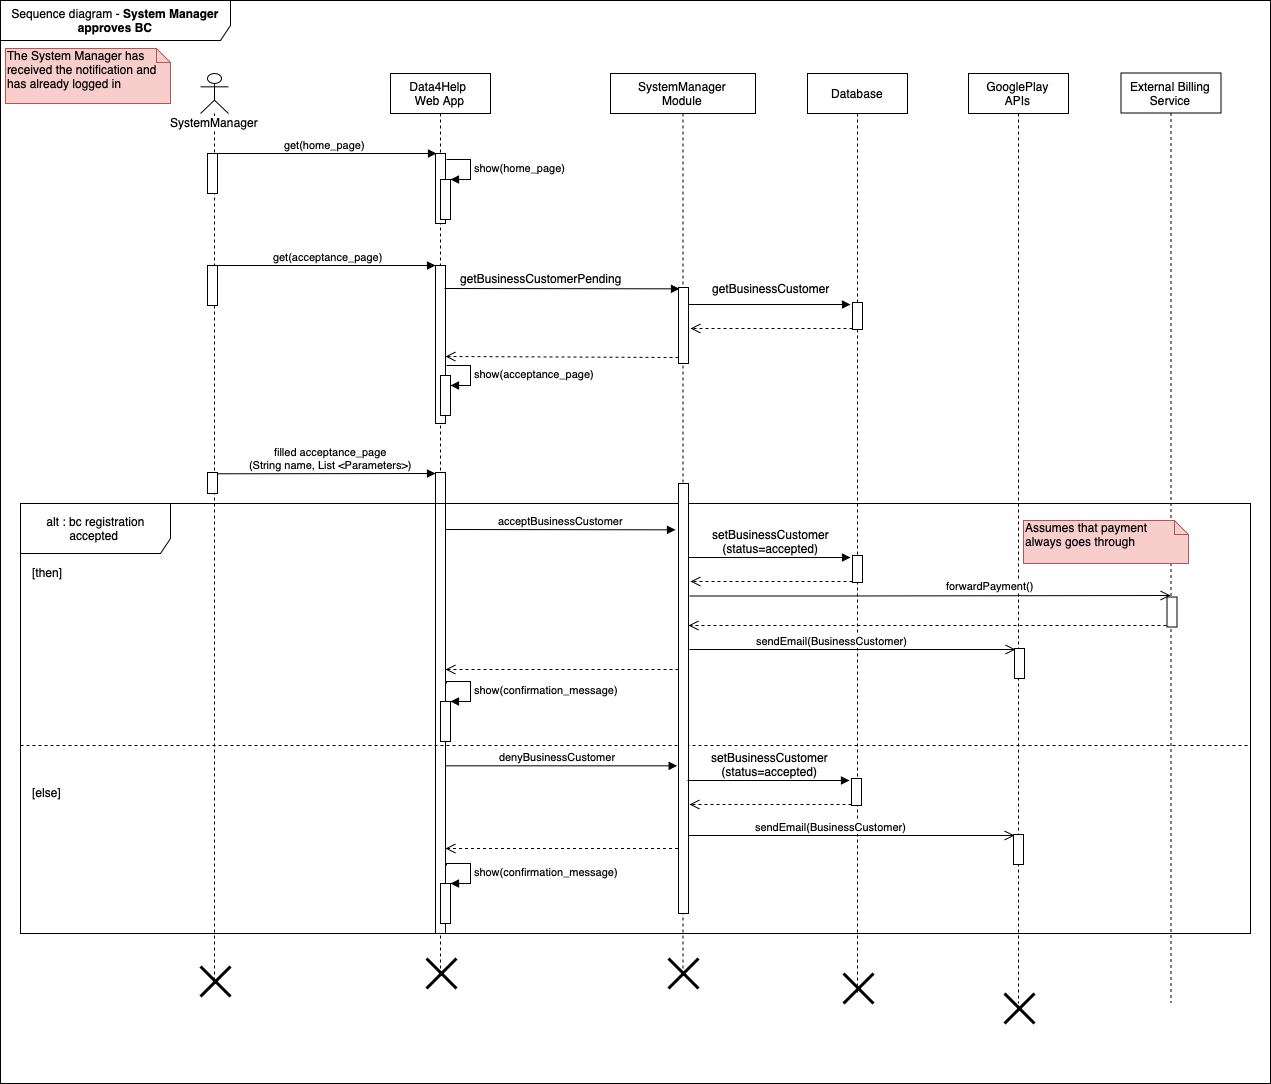 Sequence diagram - System Manager
approves BC
The System Manager has
received the notification and
has already logged in
SystemManager
Data4Help
Web App
SystemManager
Module
Database
GooglePlay
APIs
External Billing
Service
get(home_page)
show(home_page)
get(acceptance_page)
getBusinessCustomerPending
getBusinessCustomer
show(acceptance_page)
filled acceptance_page
(String name, List <Parameters>)
alt : bc registration
accepted
acceptBusinessCustomer
Assumes that payment
always goes through
setBusinessCustomer
(status=accepted)
[then]
forwardPayment()
sendEmail(BusinessCustomer)
show(confirmation_message)
denyBusinessCustomer
setBusinessCustomer
(status=accepted)
[else]
sendEmail(BusinessCustomer)
show(confirmation_message)